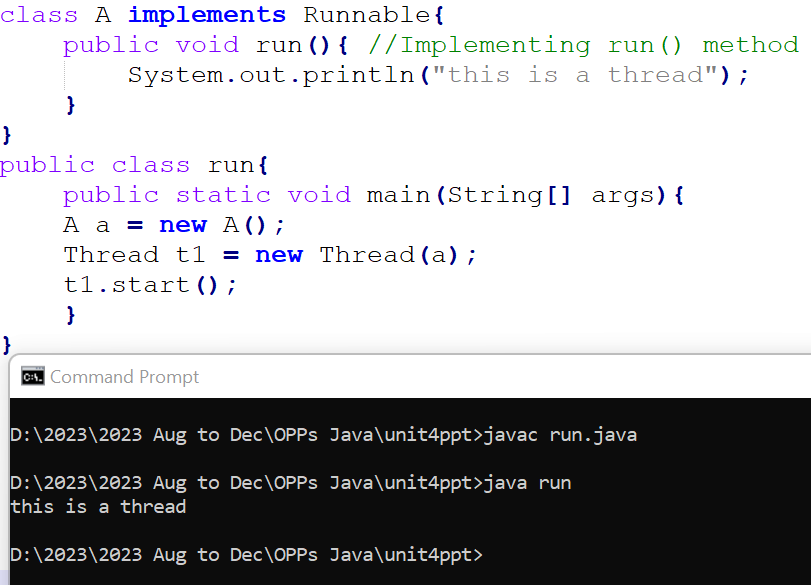 class A implements Runnable{
public void run(){ //Implementing run() method
System.out.println("this is a thread");
}
}
public class run{
public static void main(String[] args){
A a = new A();
Thread t1 = new Thread(a);
t1.start();
}
}
C:\. Command Prompt
D:\2023\2023 Aug to Dec\OPPs Java\unit4ppt>javac run.java
D:\2023\2023 Aug to Dec\OPPs Java\unit4ppt>java run
this is a thread
D:\2023\2023 Aug to Dec\OPPs Java\unit4ppt>